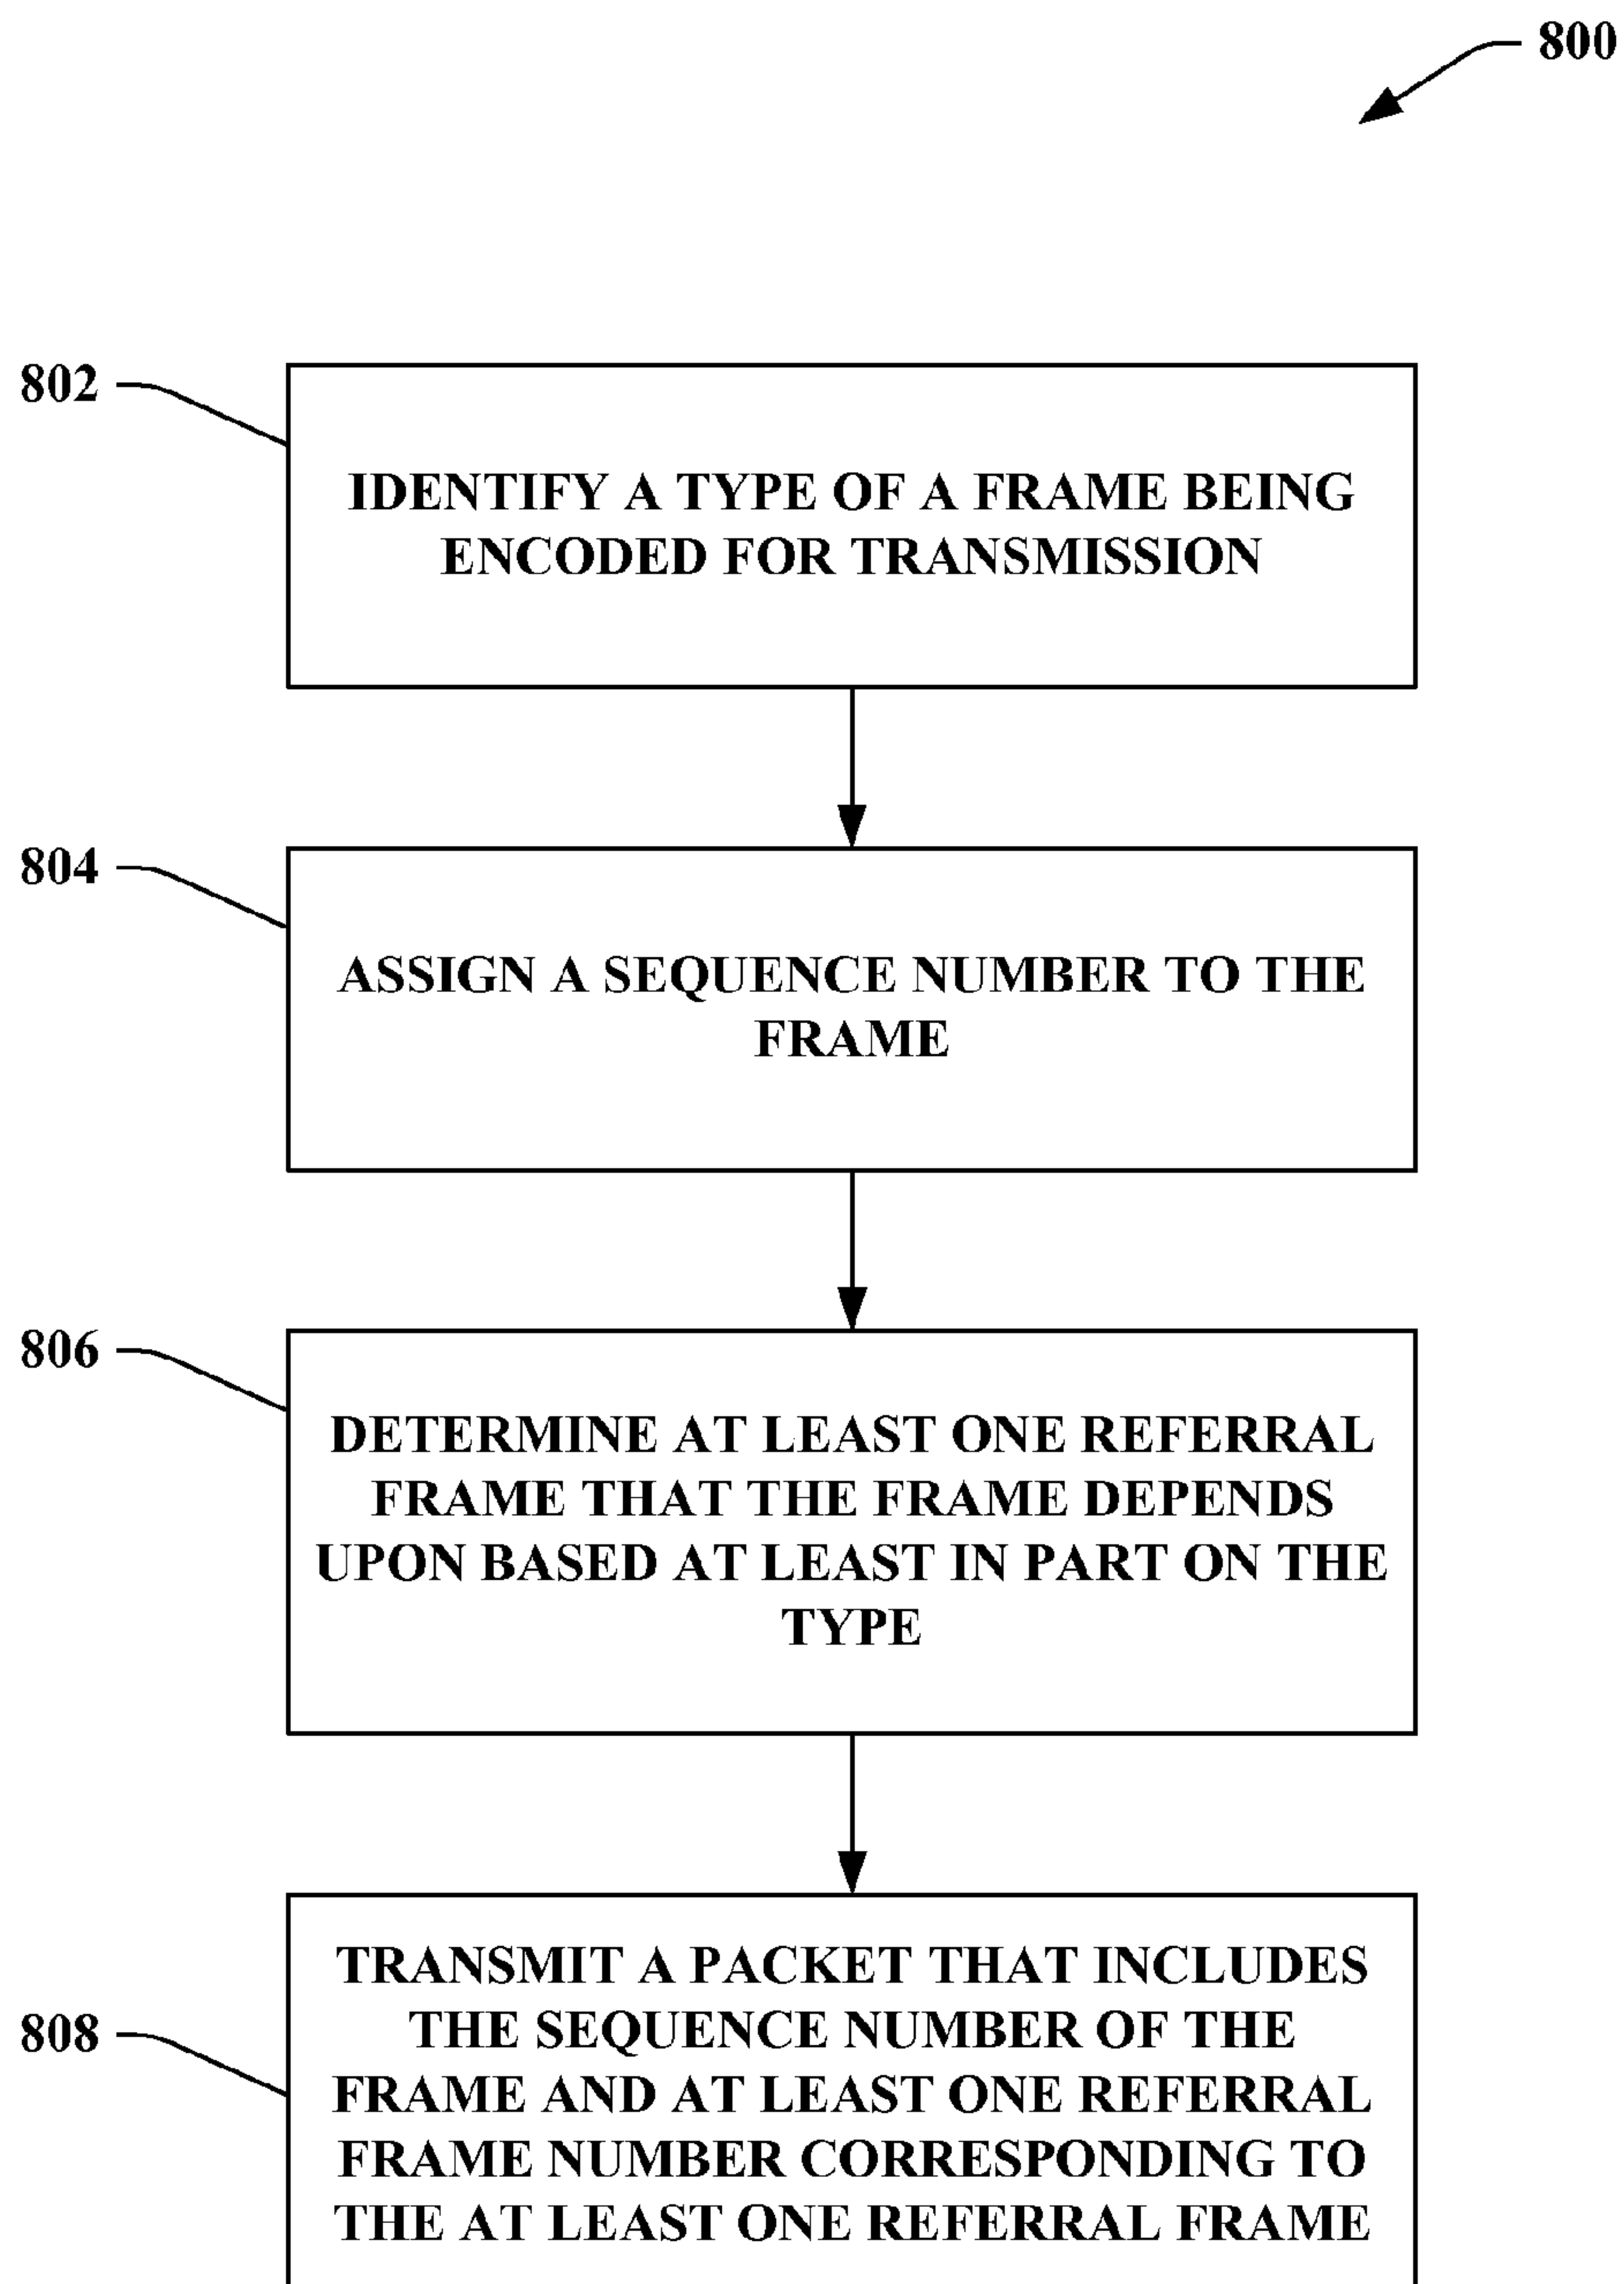 800
802
IDENTIFY A TYPE OF A FRAME BEING
ENCODED FOR TRANSMISSION
804
ASSIGN A SEQUENCE NUMBER TO THE
FRAME
806
DETERMINE AT LEAST ONE REFERRAL
FRAME THAT THE FRAME DEPENDS
UPON BASED AT LEAST IN PART ON THE
TYPE
808
TRANSMIT A PACKET THAT INCLUDES
THE SEQUENCE NUMBER OF THE
FRAME AND AT LEAST ONE REFERRAL
FRAME NUMBER CORRESPONDING TO
THE AT LEAST ONE REFERRAL FRAME